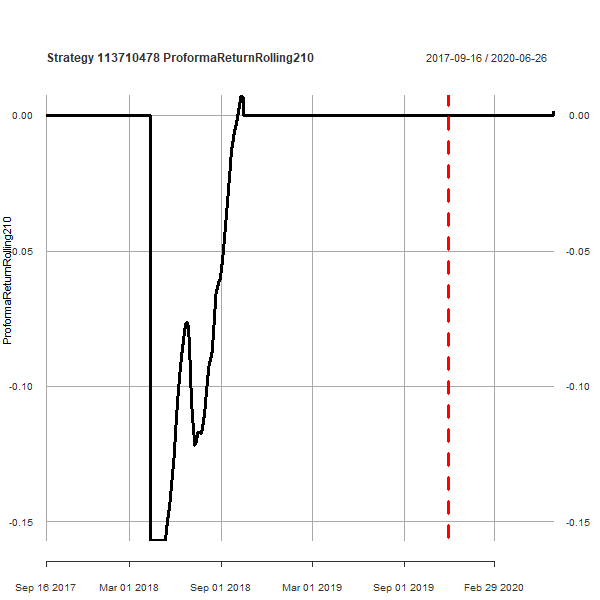 Strategy 113710478 ProformaReturnRolling210
2017-09-16 / 2020-06-26
0.00 0.00
-0.05 -0.05
ProformaReturnRolling210
-0.10 -0.10
-0.15 -0.15
Sep 16 2017 Mar 01 2018 Sep 01 2018 Mar 01 2019 Sep 01 2019 Feb 29 2020